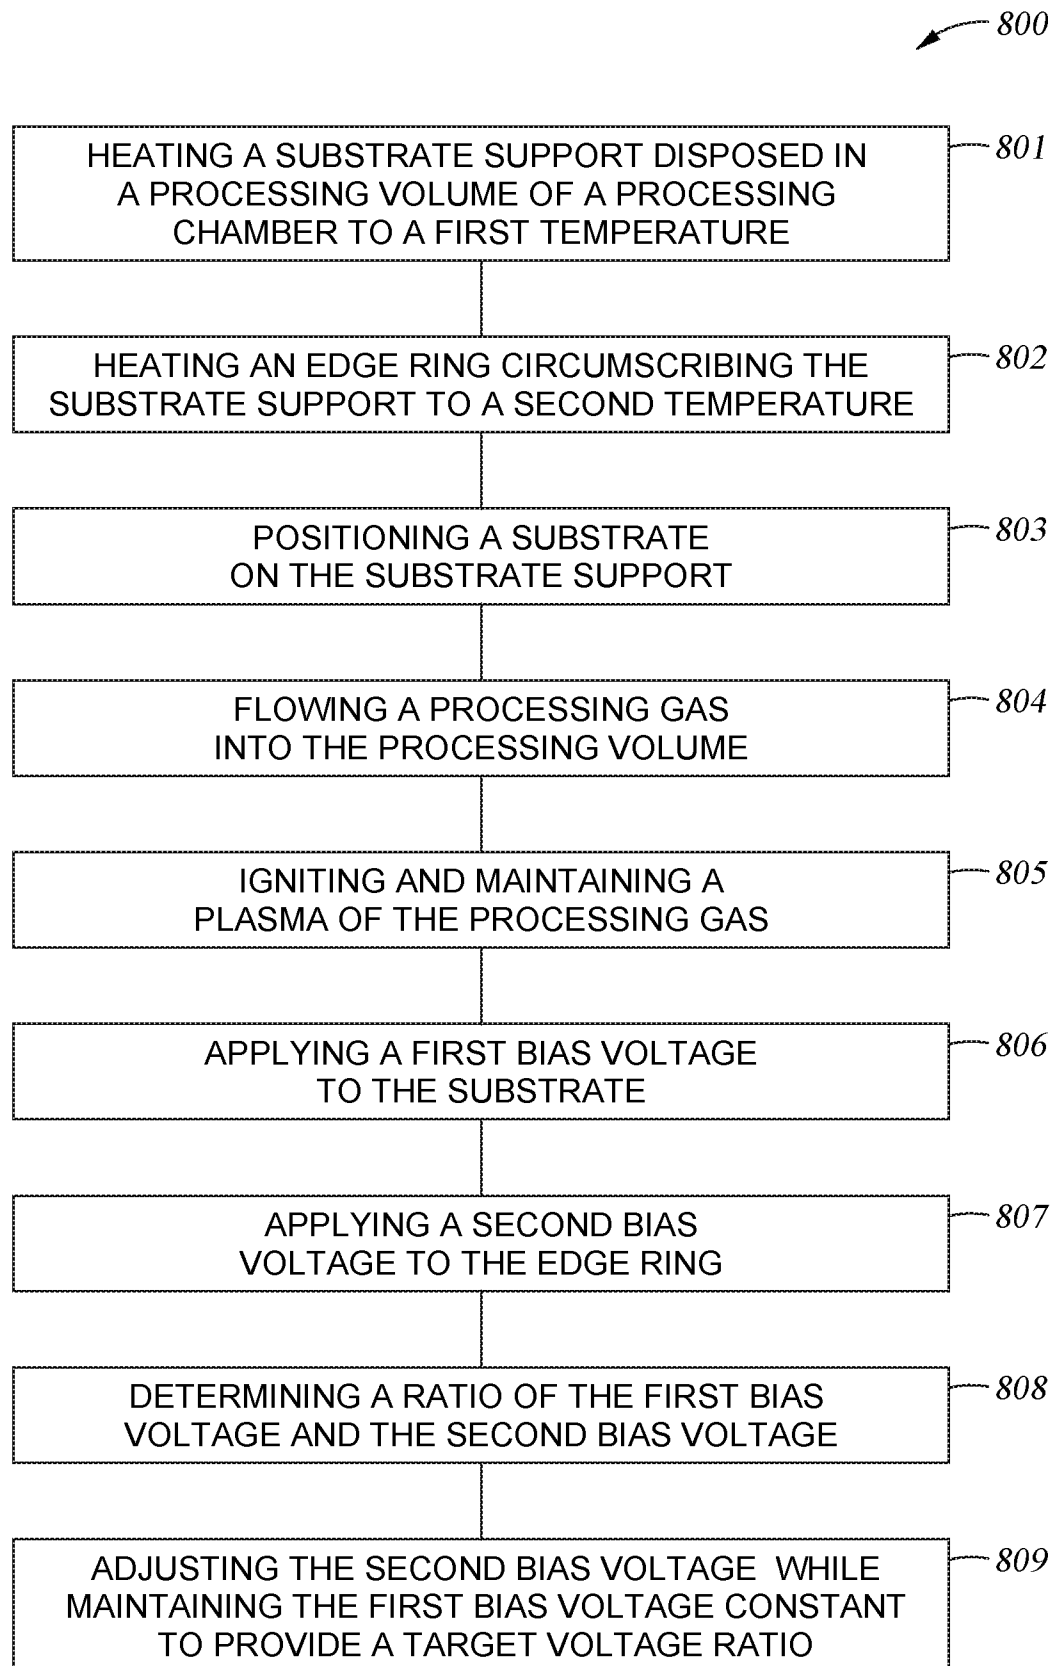 800
HEATING A SUBSTRATE SUPPORT DISPOSED IN
A PROCESSING VOLUME OF A PROCESSING
CHAMBER TO A FIRST TEMPERATURE
801
HEATING AN EDGE RING CIRCUMSCRIBING THE
SUBSTRATE SUPPORT TO A SECOND TEMPERATURE
802
POSITIONING A SUBSTRATE
ON THE SUBSTRATE SUPPORT
803
FLOWING A PROCESSING GAS
INTO THE PROCESSING VOLUME
804
IGNITING AND MAINTAINING A
PLASMA OF THE PROCESSING GAS
805
APPLYING A FIRST BIAS VOLTAGE
TO THE SUBSTRATE
806
APPLYING A SECOND BIAS
VOLTAGE TO THE EDGE RING
807
DETERMINING A RATIO OF THE FIRST BIAS
VOLTAGE AND THE SECOND BIAS VOLTAGE
808
ADJUSTING THE SECOND BIAS VOLTAGE WHILE
MAINTAINING THE FIRST BIAS VOLTAGE CONSTANT
TO PROVIDE A TARGET VOLTAGE RATIO
809